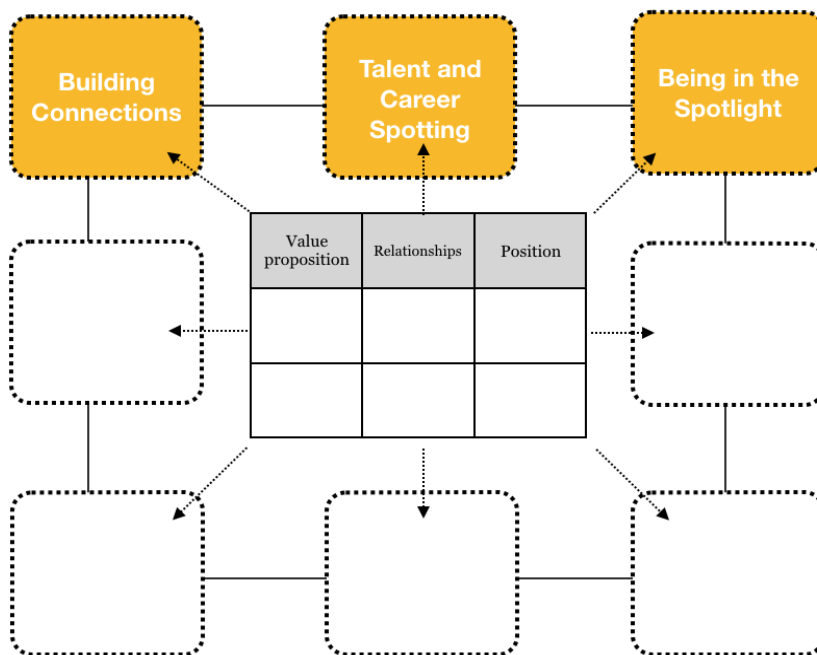 Building
Connections
Talent and
Career
Spotting
Being in the
Spotlight
Value
proposition
Relationships
Position